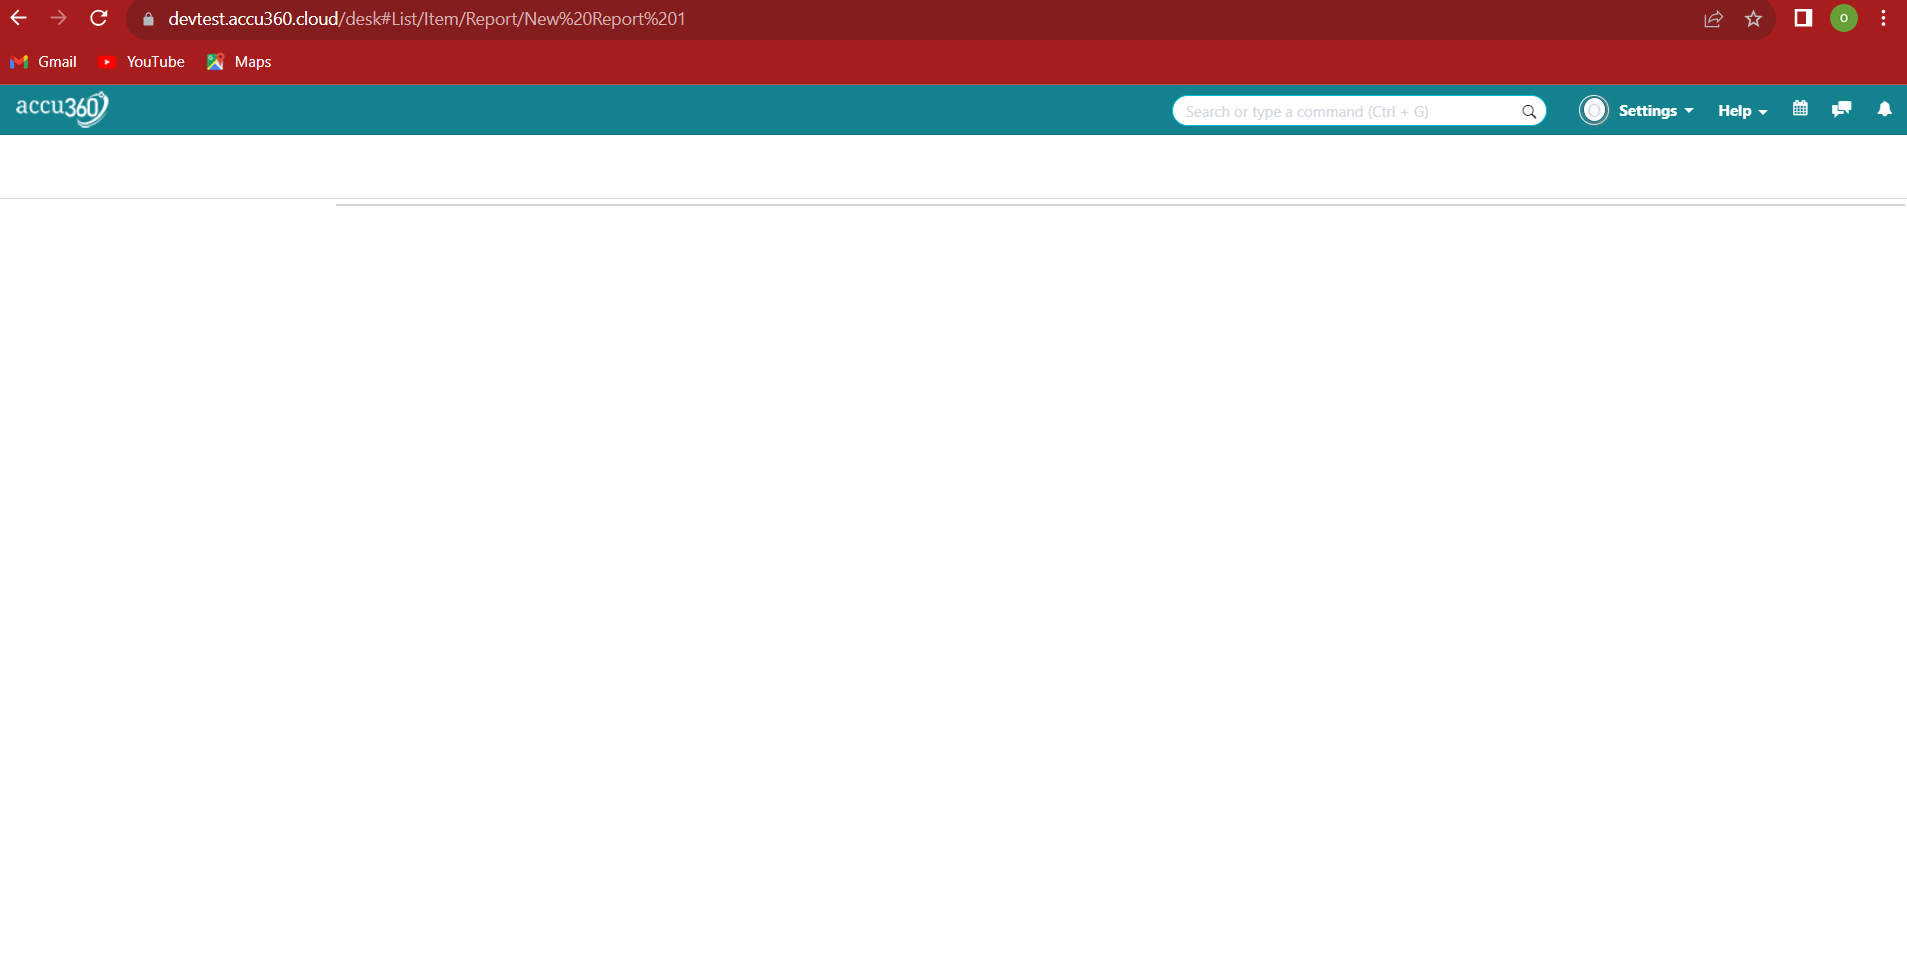 devtest.accu360.cloud/desk#List/Item/Report/New%20Report%201
O
Gmail
YouTube
Maps
accu360
Search or type a command (Ctrl + G)
O
Settings
Help